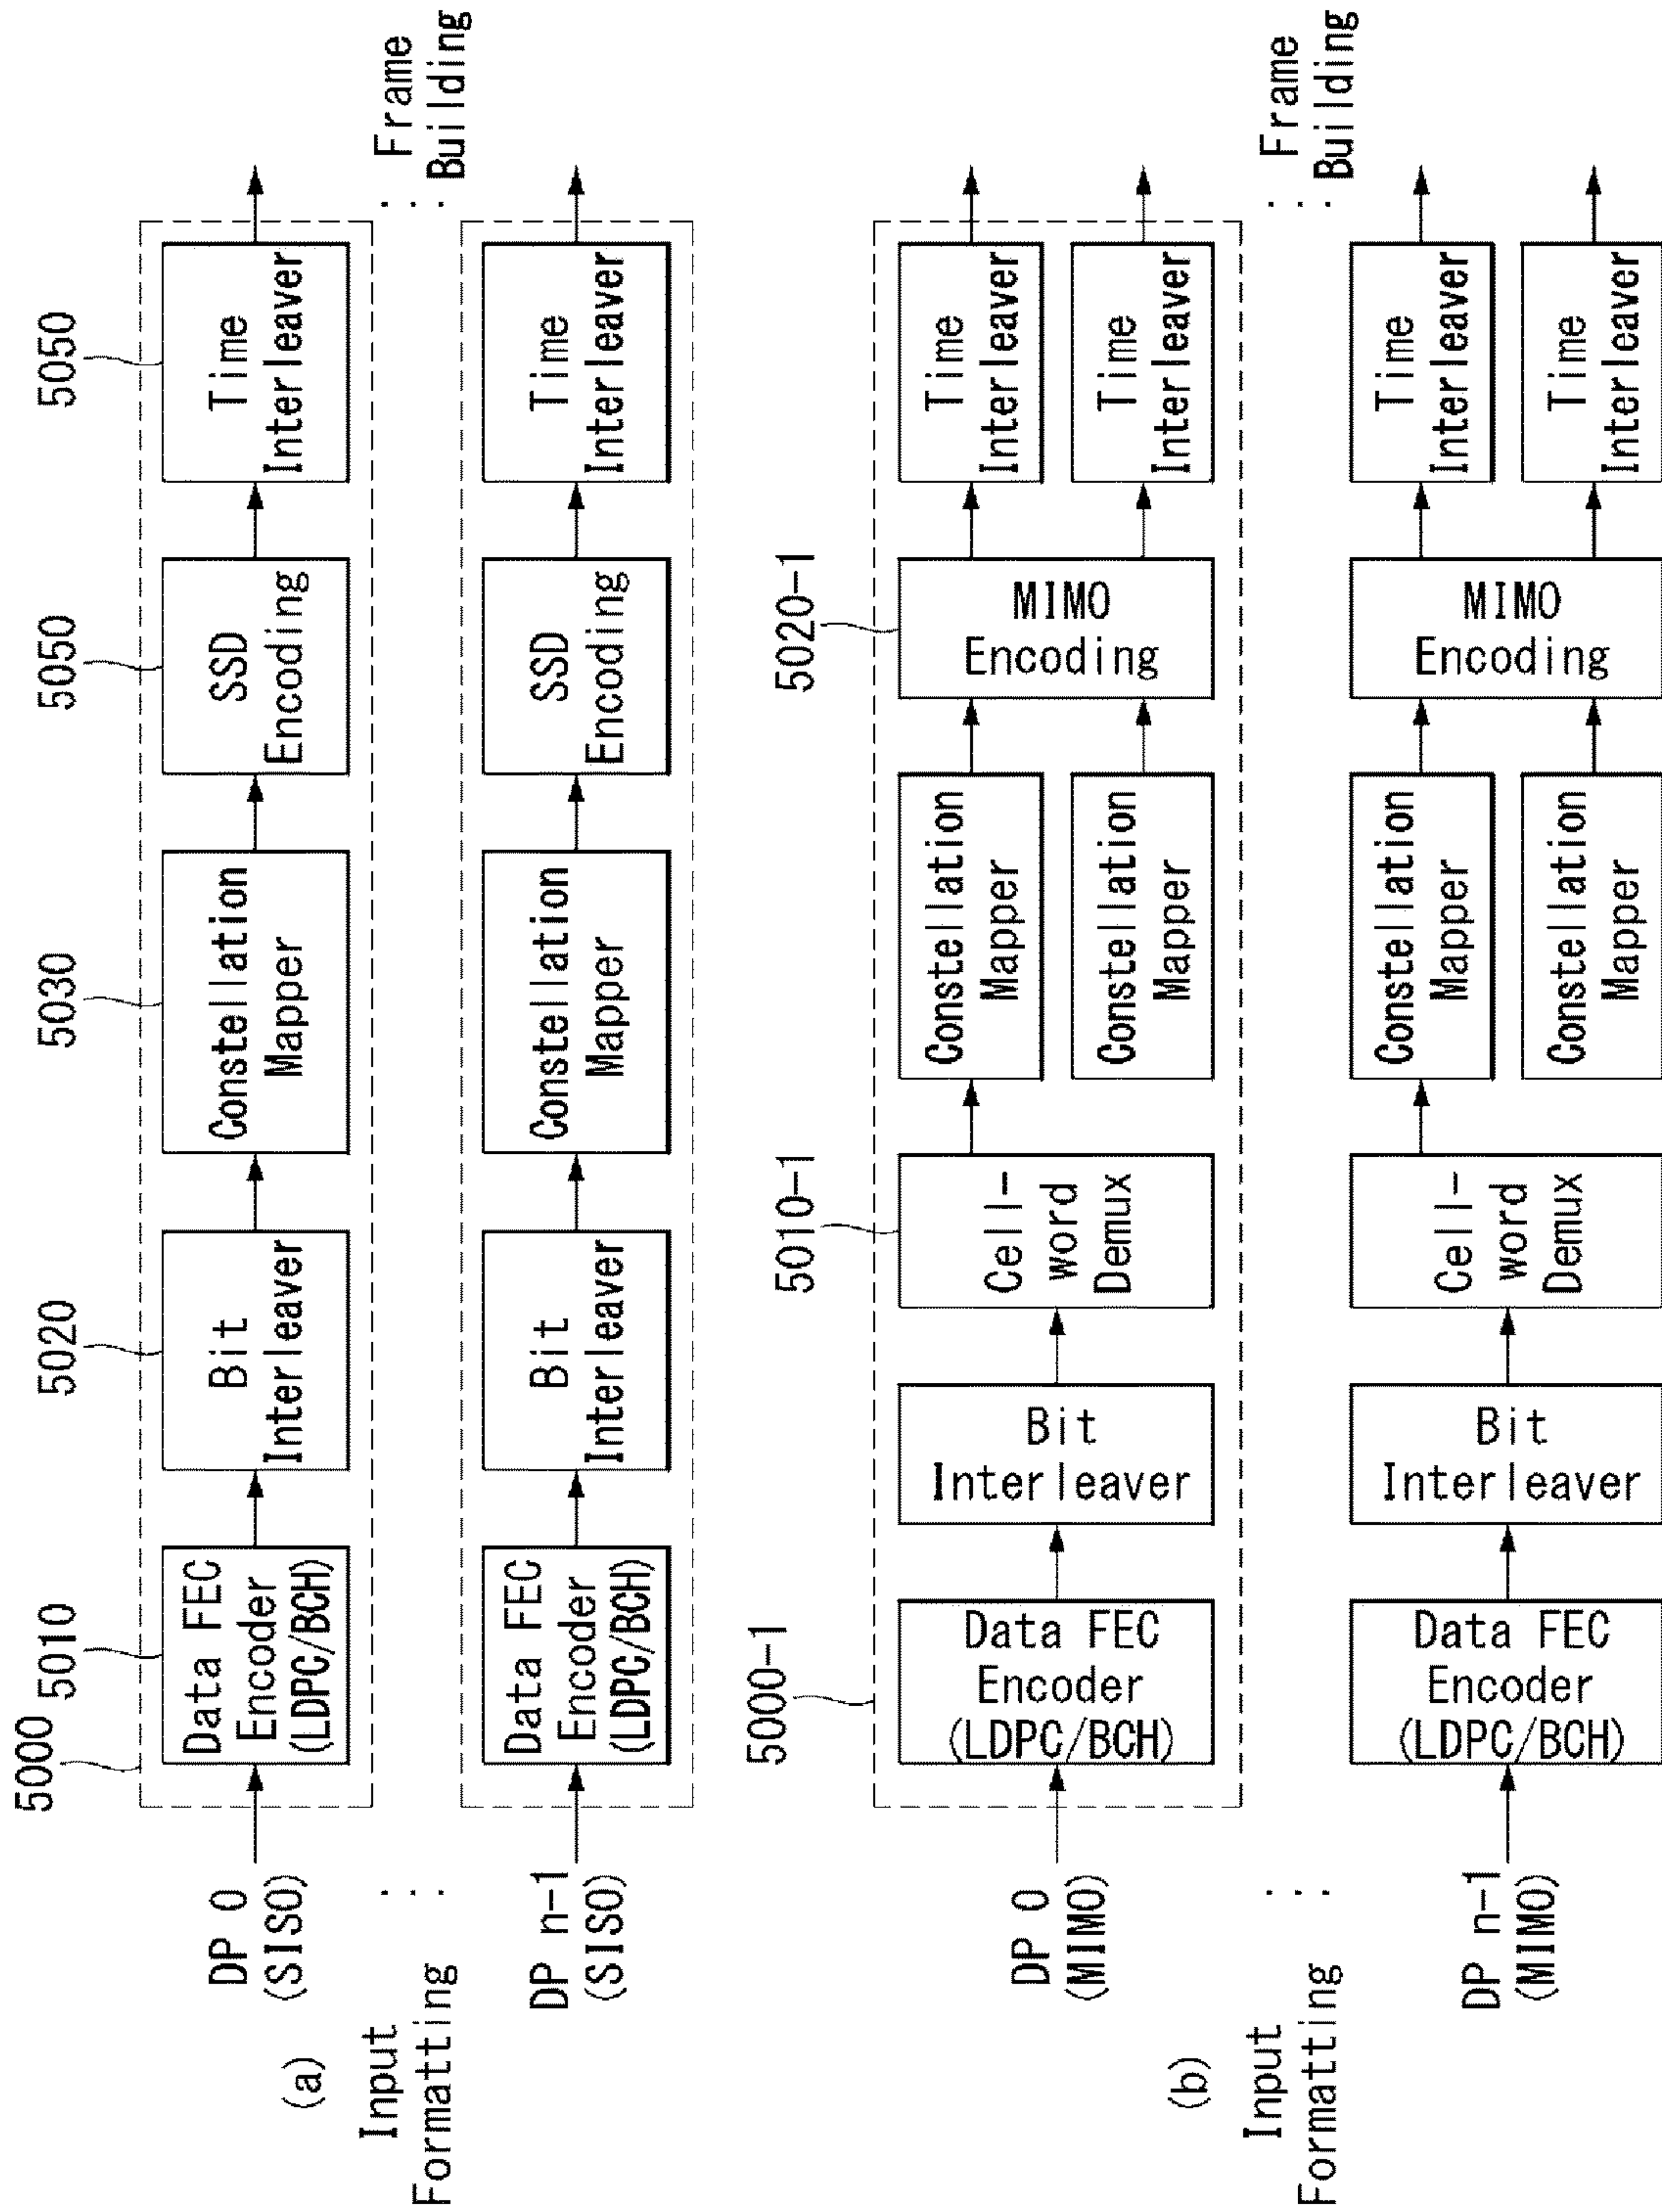 (a)
Input
Formatting
DP 0
(SISO)
...
DP n-1
(SISO)
5000
5010
5020
5030
5050
5050
Data FEC
Encoder
(LDPC/BCH)
Bit
Interleaver
Constellation
Mapper
SSD
Encoding
Time
Interleaver
Data FEC
Encoder
(LDPC/BCH)
Bit
Interleaver
Constellation
Mapper
SSD
Encoding
Time
Interleaver
...
Frame
Building
(b)
Input
Formatting
DP 0
(MIMO)
...
DP n-1
(MIMO)
5000-1
5010-1
5020-1
Data FEC
Encoder
(LDPC/BCH)
Bit
Interleaver
Cell-
word
Demux
Constellation
Mapper
Constellation
Mapper
MIMO
Encoding
Time
Interleaver
Time
Interleaver
Data FEC
Encoder
(LDPC/BCH)
Bit
Interleaver
Cell-
word
Demux
Constellation
Mapper
Constellation
Mapper
MIMO
Encoding
Time
Interleaver
Time
Interleaver
...
Frame
Building